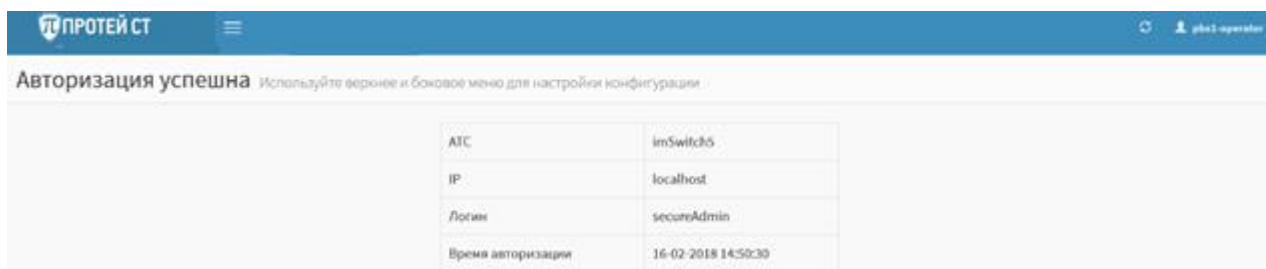 ПРОТЕЙ СТ
pbx1-operator
Авторизация успешна Используйте верхнее и боковое меню для настройки конфигурации
АТС imSwitch5
IP localhost
Логин secureAdmin
Время авторизации 16-02-2018 14:50:30